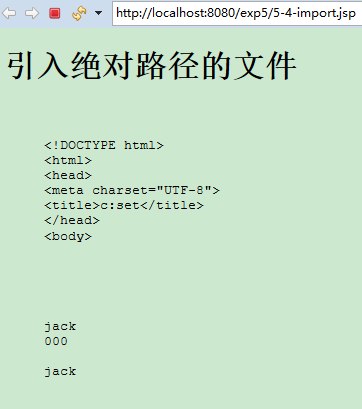 http://localhost:8080/exp5/5-4-import.jsp
引入绝对路径的文件
<!DOCTYPE html>
<html>
<head>
<meta charset="UTF-8">
<title>c:set</title>
</head>
<body>
jack
000
jack